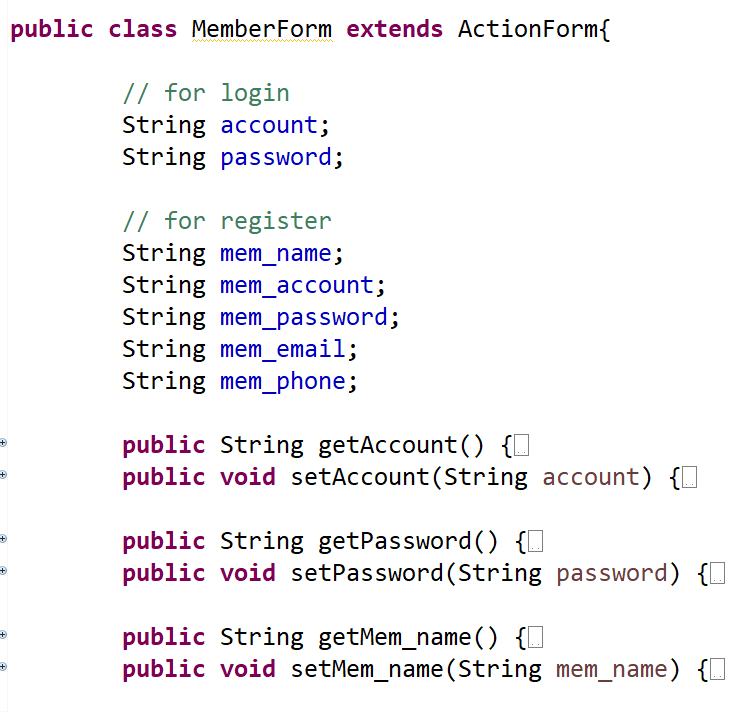 public class MemberForm extends ActionForm{
// for login
String account;
String password;
// for register
String mem_name;
String mem_account;
String mem_password;
String mem_email;
String mem_phone;
public String getAccount() {
public void setAccount(String account) {
public String getPassword() {
public void setPassword(String password) {
public String getMem_name() {
public void setMem_name(String mem_name) {